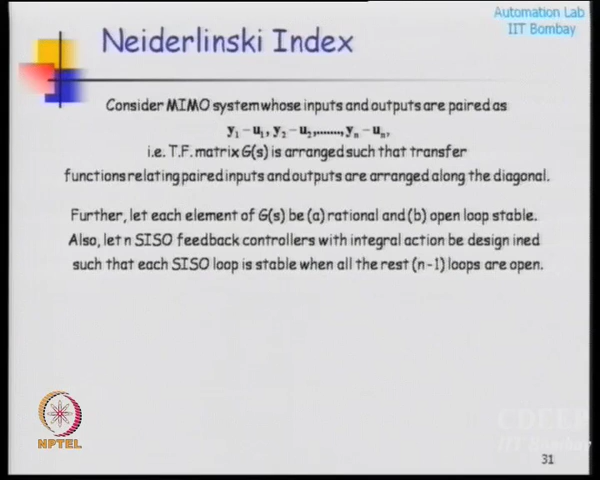 Automation Lab
IIT Bombay
Neiderlinski Index
Consider MIMO system whose inputs and outputs are paired as
y₁ – u₁, y₂ – u₂,......., yₙ – uₙ,
i.e. T.F. matrix G(s) is arranged such that transfer
functions relating paired inputs and outputs are arranged along the diagonal.
Further, let each element of G(s) be (a) rational and (b) open loop stable.
Also, let n SISO feedback controllers with integral action be design ined
such that each SISO loop is stable when all the rest (n-1) loops are open.
NPTEL
CDEEP
IIT Bombay
31